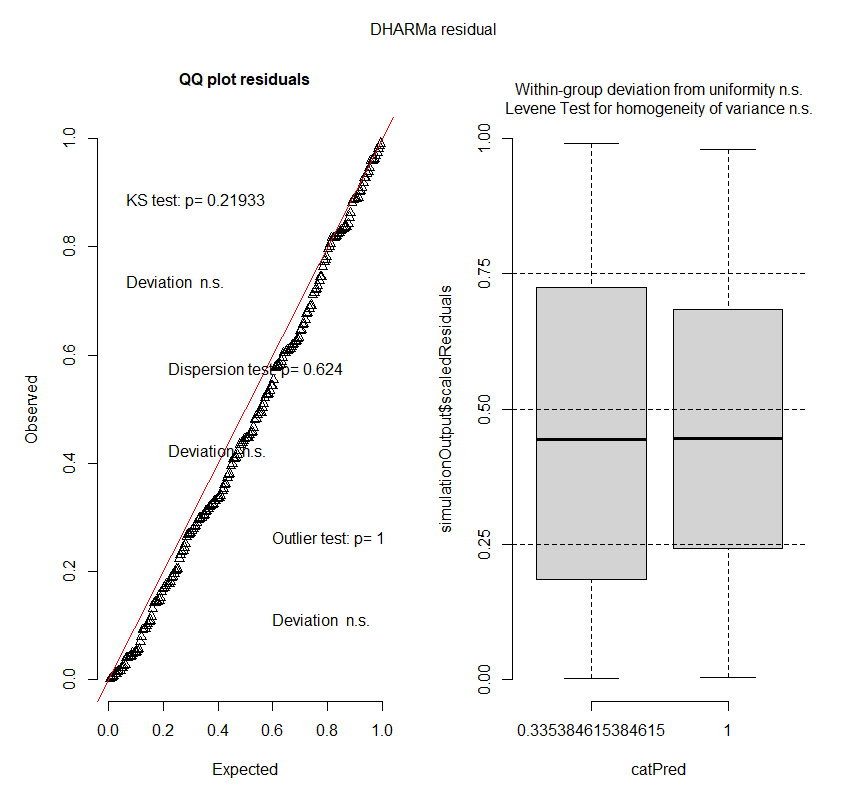 DHARMa residual
QQ plot residuals
KS test: p= 0.21933
Deviation n.s.
Dispersion test: p= 0.624
Deviation n.s.
Outlier test: p= 1
Deviation n.s.
Observed
1.0
0.8
0.6
0.4
0.2
0.0
0.0 0.2 0.4 0.6 0.8 1.0
Expected
Within-group deviation from uniformity n.s.
Levene Test for homogeneity of variance n.s.
simulationOutput$scaledResiduals
1.00
0.75
0.50
0.25
0.00
0.335384615384615 1
catPred